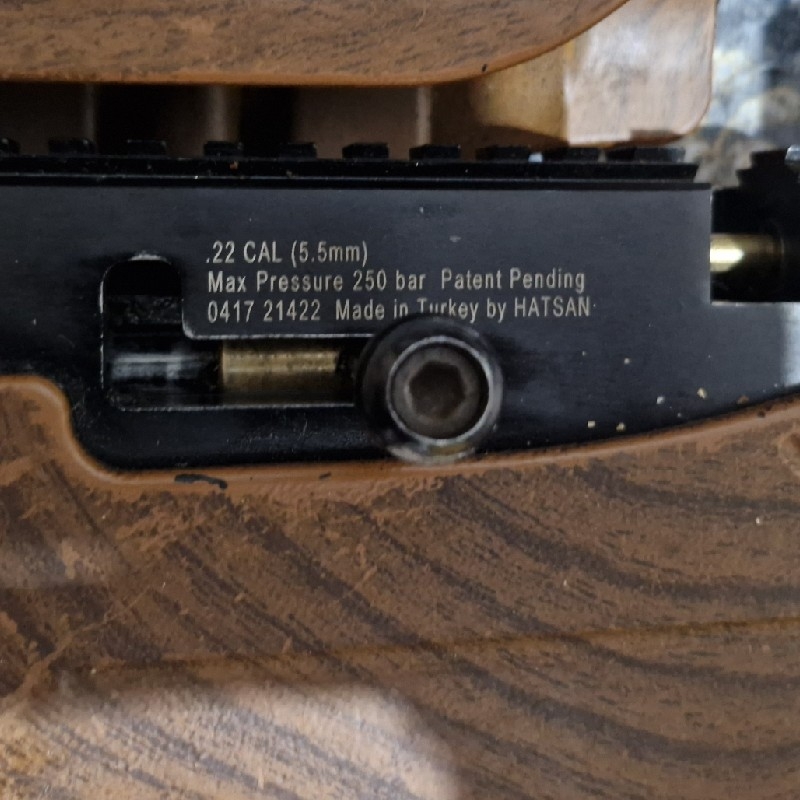 .22 CAL (5.5mm)
Max Pressure 250 bar Patent Pending
0417 21422 Made in Turkey by HATSAN